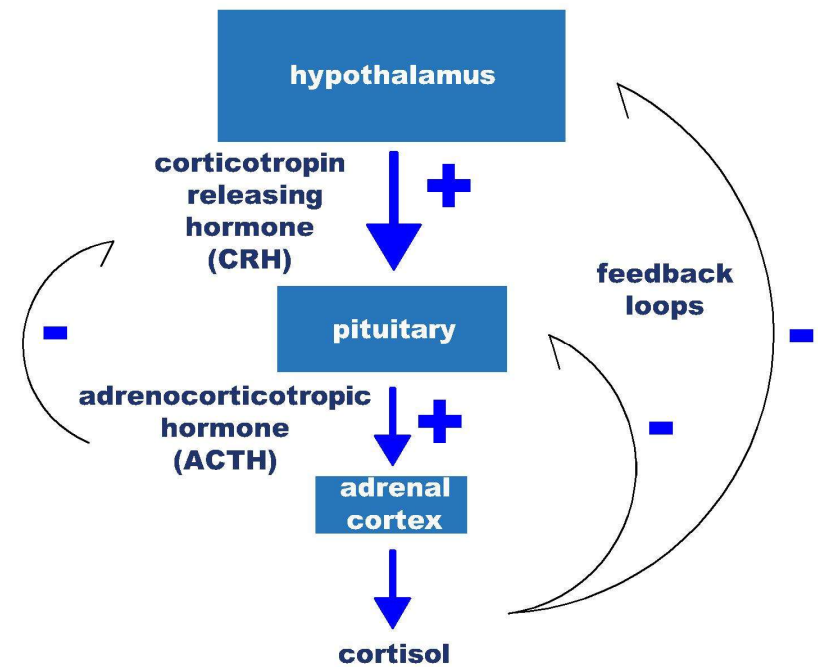 hypothalamus
corticotropin
releasing
hormone
(CRH)
+
feedback
loops
-
pituitary
-
-
adrenocorticotropic
hormone
(ACTH)
+
adrenal
cortex
cortisol